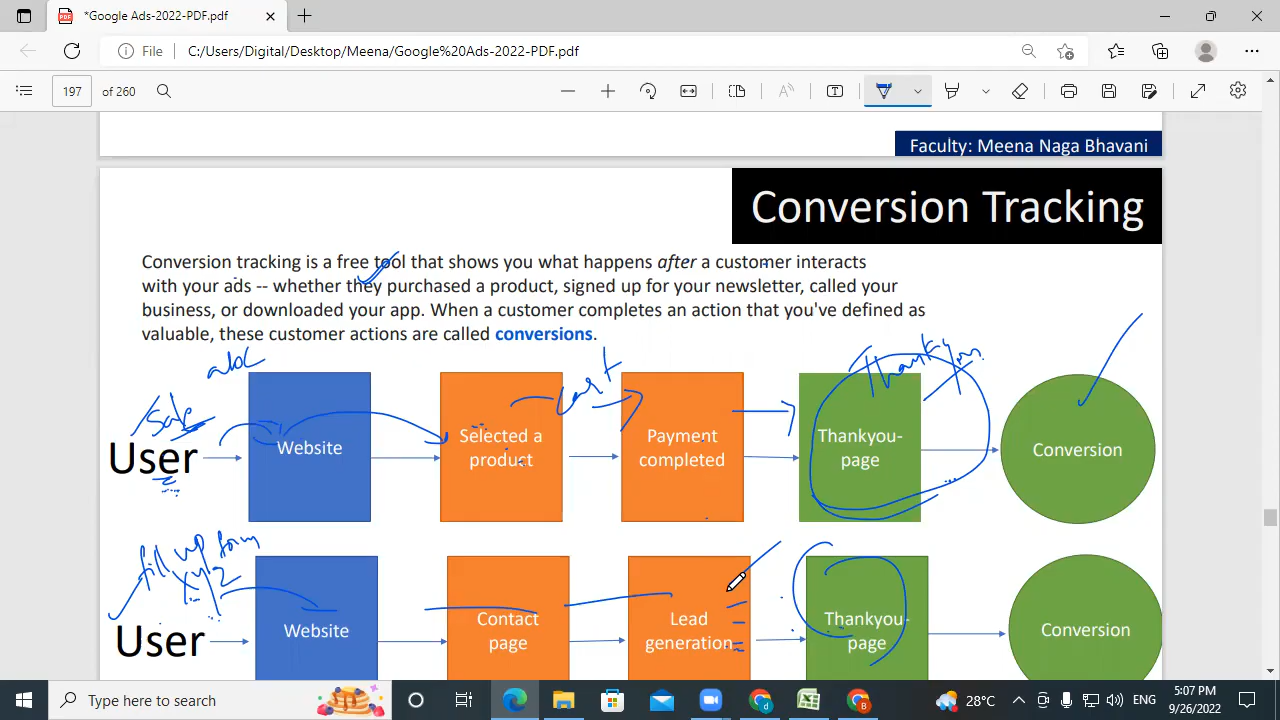 *Google Ads-2022-PDF.pdf
File C:/Users/Digital/Desktop/Meena/Google%20Ads-2022-PDF.pdf
197 of 260
Faculty: Meena Naga Bhavani
Conversion Tracking
Conversion tracking is a free tool that shows you what happens after a customer interacts
with your ads -- whether they purchased a product, signed up for your newsletter, called your
business, or downloaded your app. When a customer completes an action that you've defined as
valuable, these customer actions are called conversions.
Thankyou
abc
cart
Sale
User
Website
Selected a
product
Payment
completed
Thankyou-
page
Conversion
fill up form
xyz
User
Website
Contact
page
Lead
generation
Thankyou-
page
Conversion
Type here to search
28°C
ENG
5:07 PM
9/26/2022